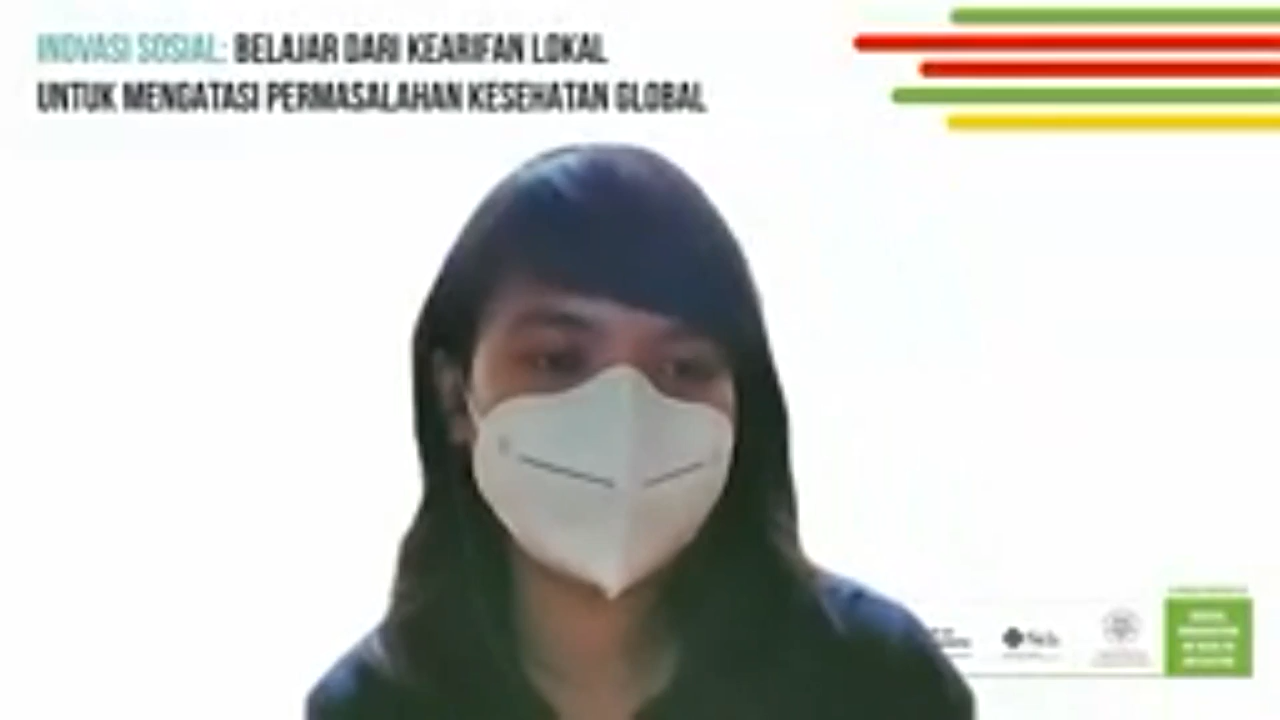 INOVASI SOSIAL: BELAJAR DARI KEARIFAN LOKAL
UNTUK MENGATASI PERMASALAHAN KESEHATAN GLOBAL